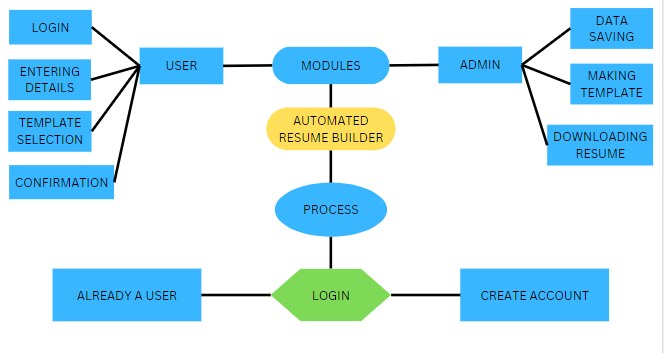 LOGIN
ENTERING
DETAILS
TEMPLATE
SELECTION
CONFIRMATION
USER
MODULES
ADMIN
DATA
SAVING
MAKING
TEMPLATE
DOWNLOADING
RESUME
AUTOMATED
RESUME BUILDER
PROCESS
ALREADY A USER
LOGIN
CREATE ACCOUNT